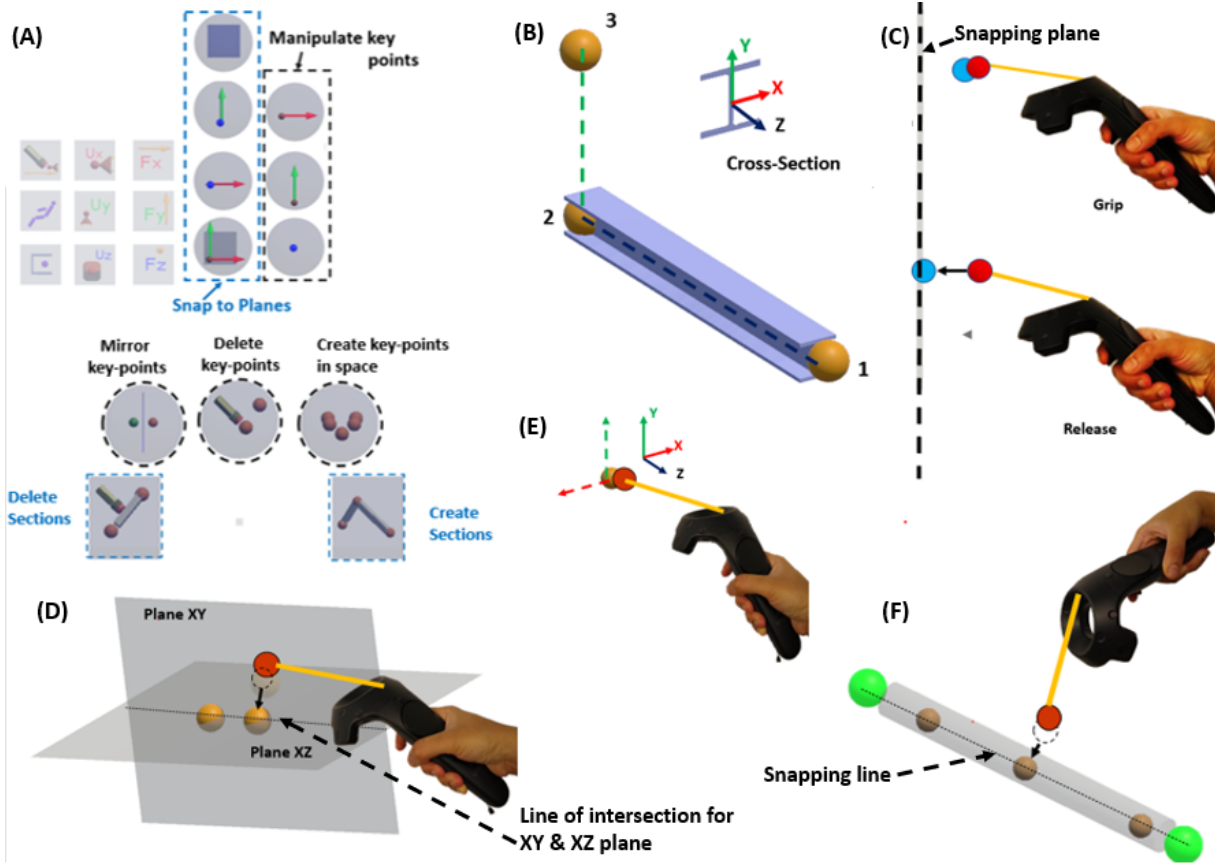 (A)
Manipulate key
points
Ux
Fx
Uy
Fy
Uz
Fz
Snap to Planes
Mirror
key-points
Delete
key-points
Create key-points
in space
Delete
Sections
Create
Sections
(B)
3
2
1
Y
X
Z
Cross-Section
(C)
Snapping plane
Grip
Release
(D)
Plane XY
Plane XZ
Line of intersection for
XY & XZ plane
(E)
Y
X
Z
(F)
Snapping line